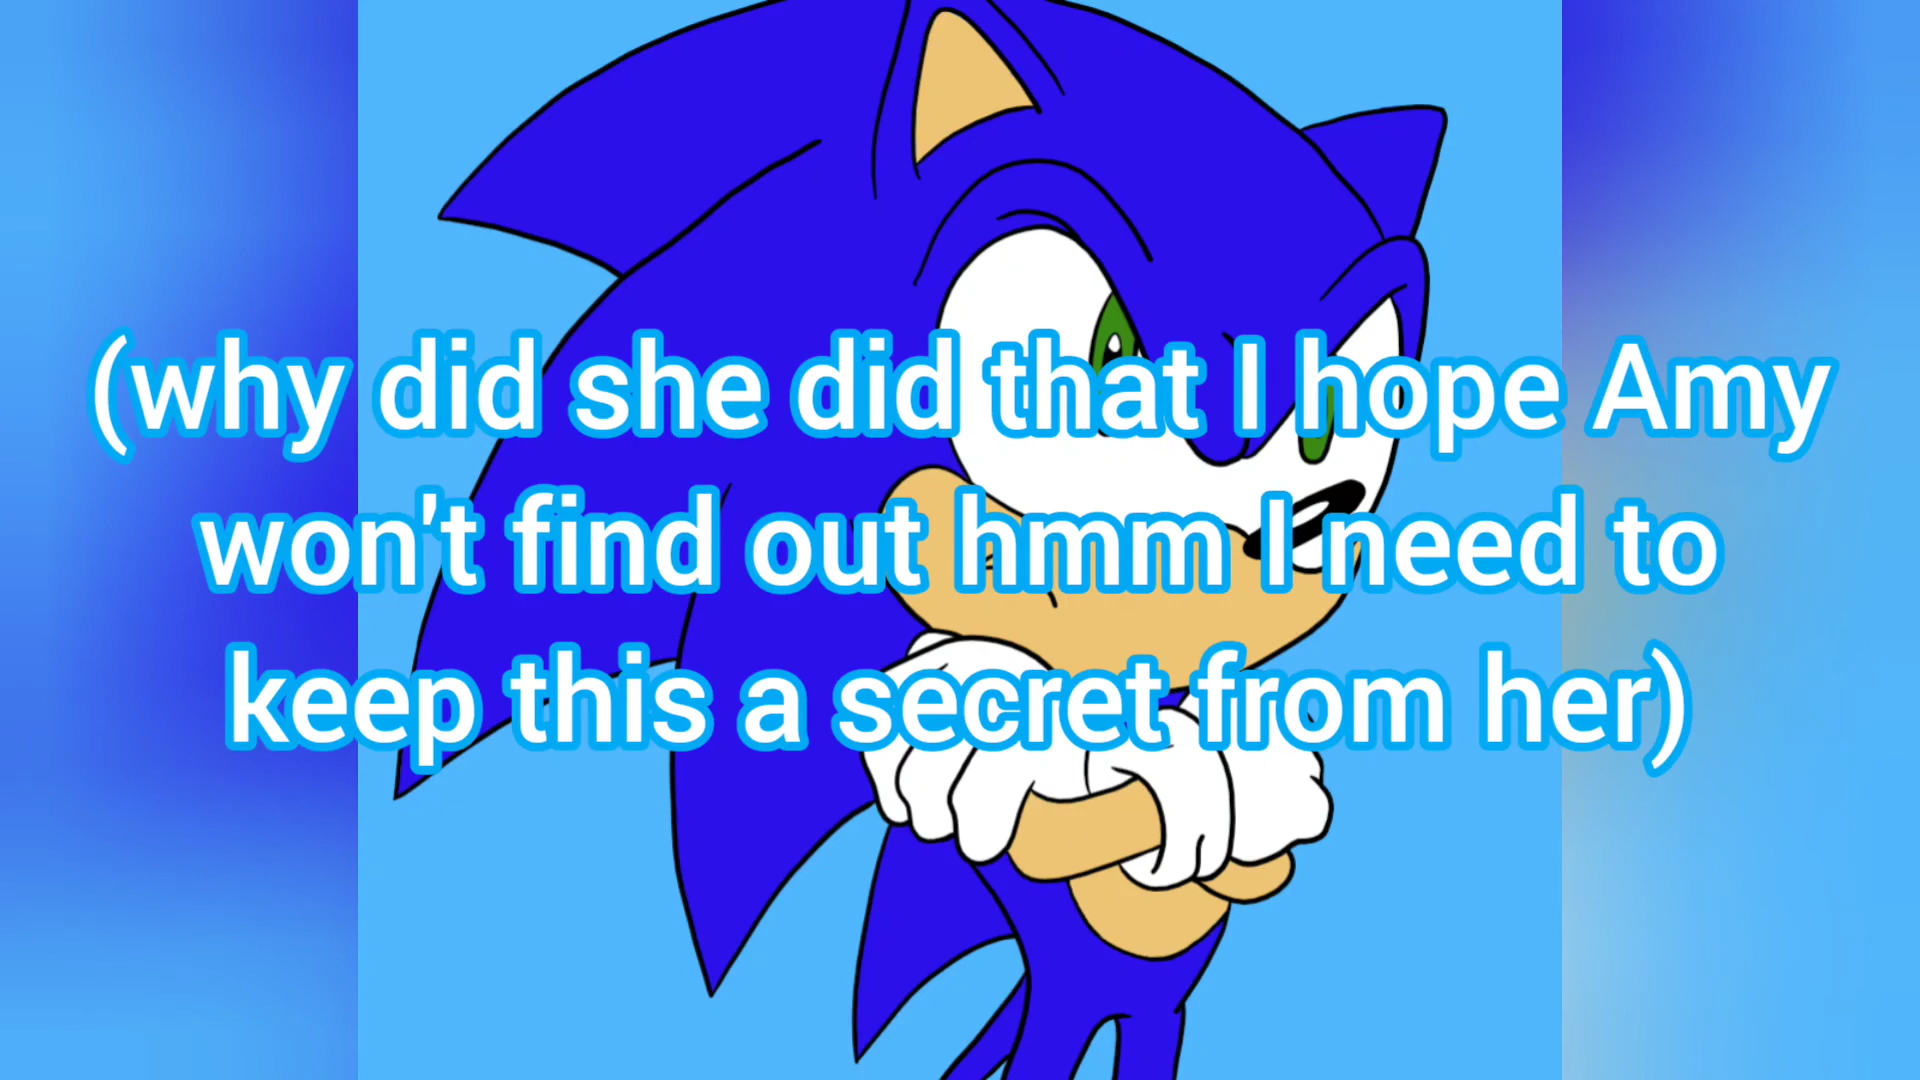 (why did she did that I hope Amy
won't find out hmm I need to
keep this a secret from her)